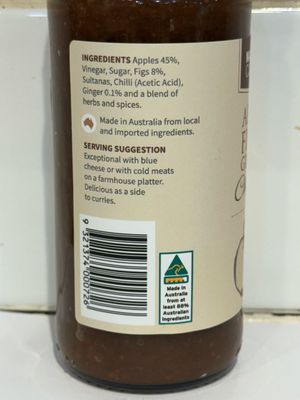 INGREDIENTS Apples 45%,
Vinegar, Sugar, Figs 8%,
Sultanas, Chilli (Acetic Acid),
Ginger 0.1% and a blend of
herbs and spices.
Made in Australia from local
and imported ingredients.
SERVING SUGGESTION
Exceptional with blue
cheese or with cold meats
on a farmhouse platter.
Delicious as a side
to curries.
Made in
Australia
from at
least 88%
Australian
ingredients